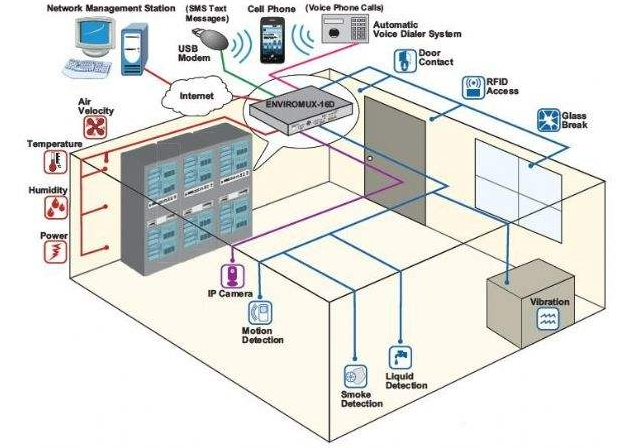 Network Management Station
(SMS Text
Messages)
Cell Phone
(Voice Phone Calls)
Automatic
Voice Dialer System
USB
Modem
Door
Contact
Internet
RFID
Access
ENVIROMUX-16D
Air
Velocity
Glass
Break
Temperature
Humidity
Power
IP Camera
Vibration
Motion
Detection
Liquid
Detection
Smoke
Detection